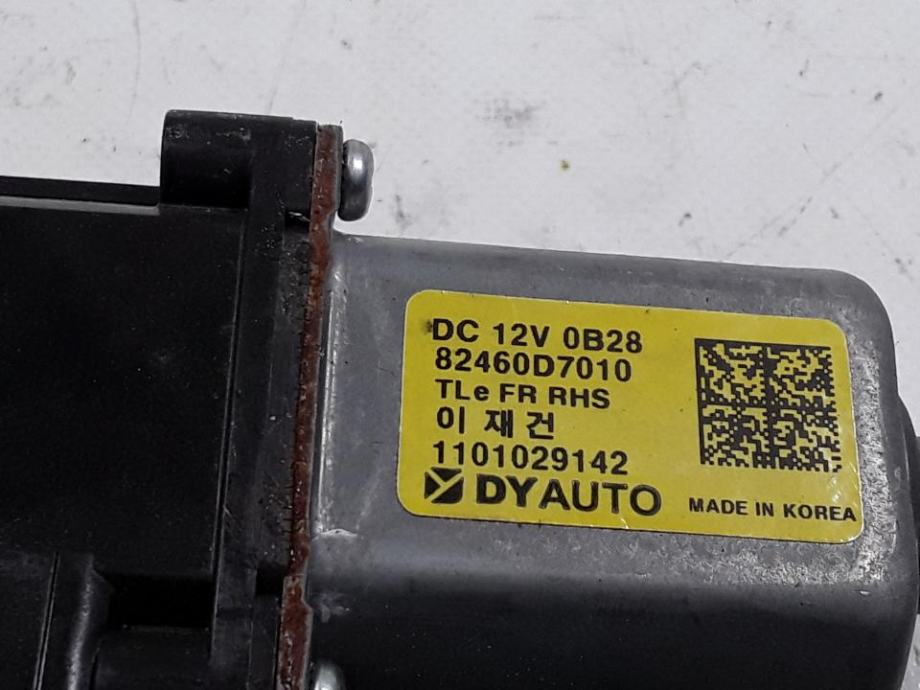 DC 12V 0B28
82460D7010
TLe FR RHS
이 재 건
1101029142
DYAUTO MADE IN KOREA